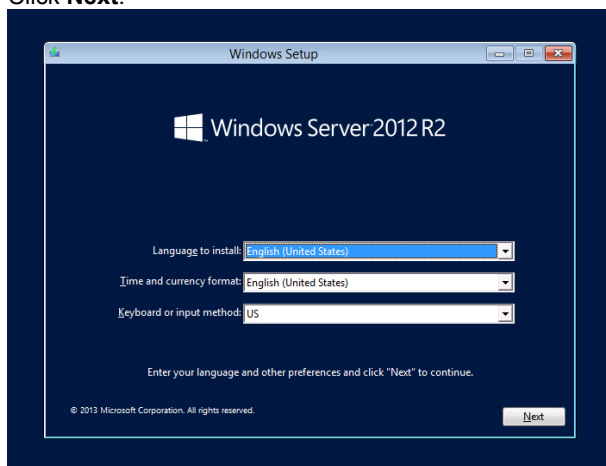 Click Next.
Windows Setup
Windows Server 2012 R2
Language to install: English (United States)
Time and currency format: English (United States)
Keyboard or input method: US
Enter your language and other preferences and click "Next" to continue.
© 2013 Microsoft Corporation. All rights reserved.
Next